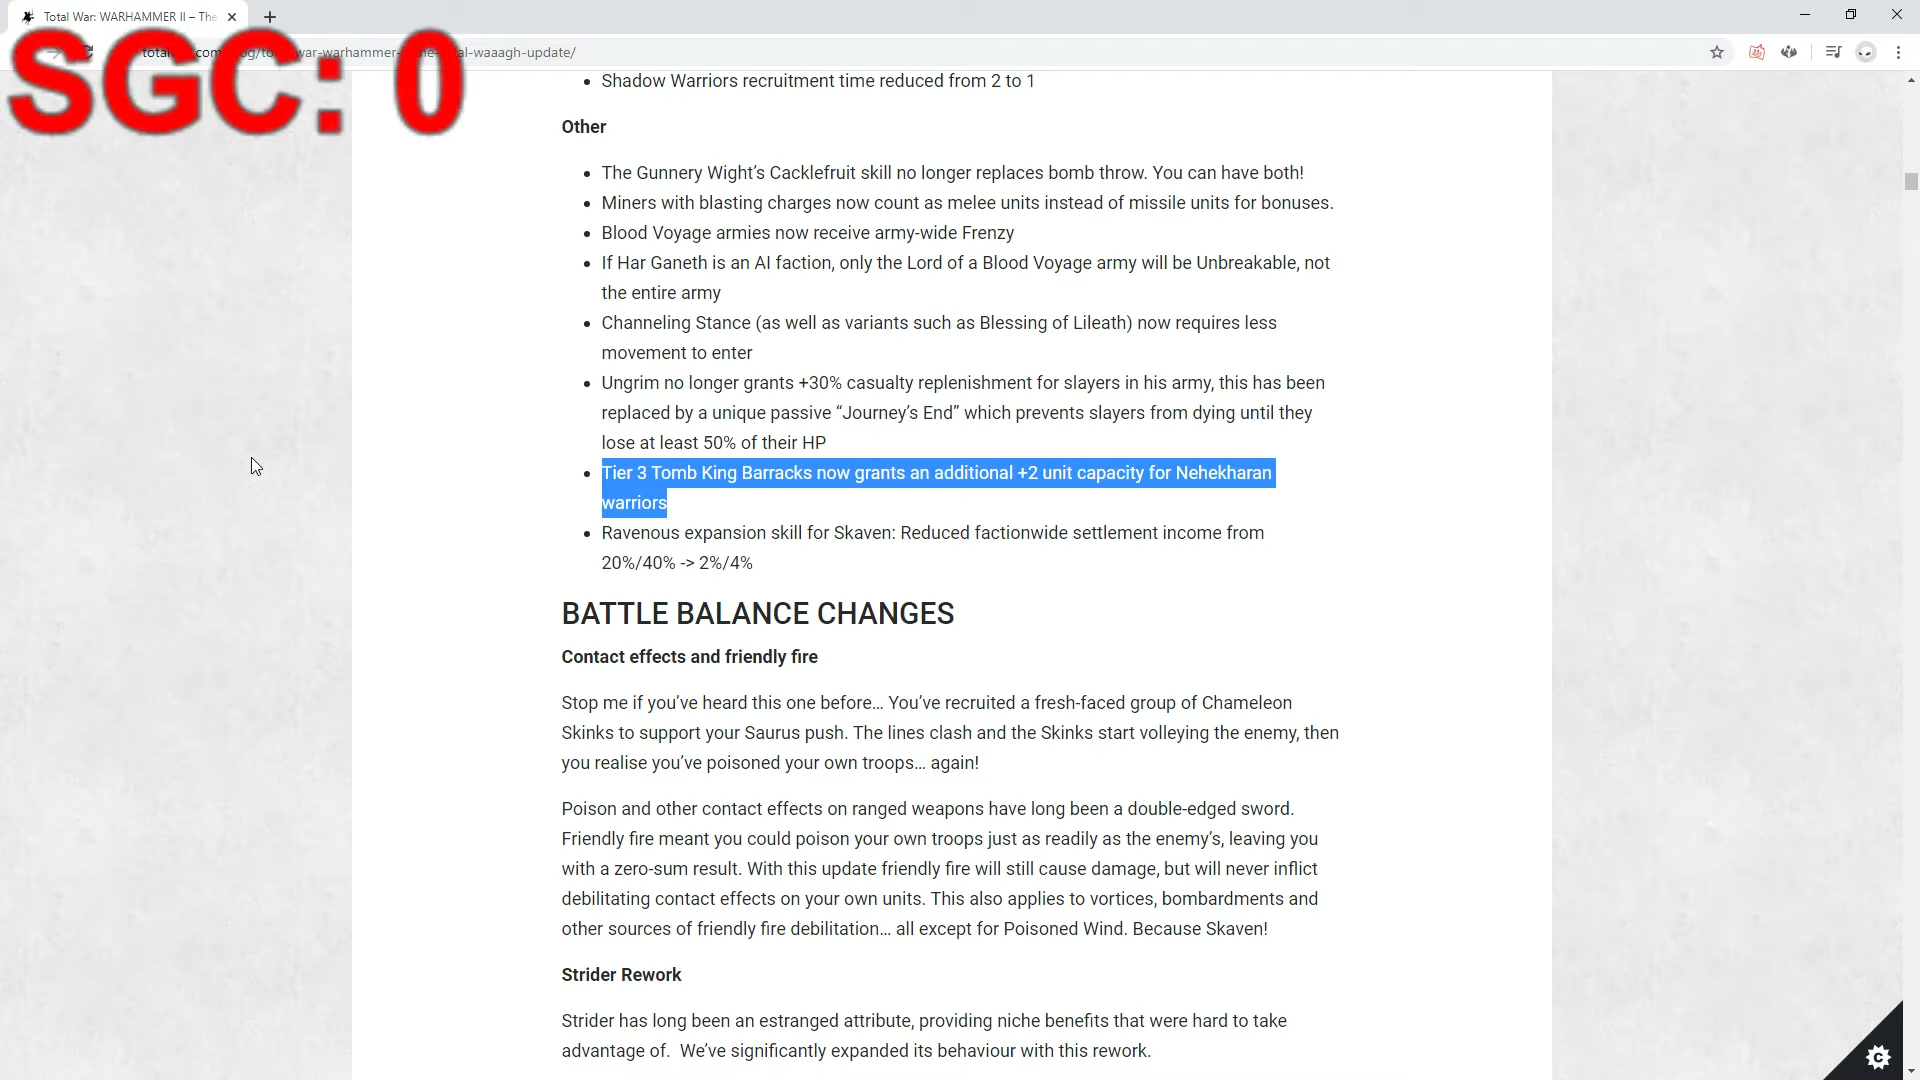 Total War: WARHAMMER II – The
SGC: 0
war-warhammer-
waaagh-update/
Shadow Warriors recruitment time reduced from 2 to 1
Other
The Gunnery Wight’s Cacklefruit skill no longer replaces bomb throw. You can have both!
Miners with blasting charges now count as melee units instead of missile units for bonuses.
Blood Voyage armies now receive army-wide Frenzy
If Har Ganeth is an AI faction, only the Lord of a Blood Voyage army will be Unbreakable, not
the entire army
Channeling Stance (as well as variants such as Blessing of Lileath) now requires less
movement to enter
Ungrim no longer grants +30% casualty replenishment for slayers in his army, this has been
replaced by a unique passive “Journey’s End” which prevents slayers from dying until they
lose at least 50% of their HP
Tier 3 Tomb King Barracks now grants an additional +2 unit capacity for Nehekharan
warriors
Ravenous expansion skill for Skaven: Reduced factionwide settlement income from
20%/40% -> 2%/4%
BATTLE BALANCE CHANGES
Contact effects and friendly fire
Stop me if you’ve heard this one before… You’ve recruited a fresh-faced group of Chameleon
Skinks to support your Saurus push. The lines clash and the Skinks start volleying the enemy, then
you realise you’ve poisoned your own troops… again!
Poison and other contact effects on ranged weapons have long been a double-edged sword.
Friendly fire meant you could poison your own troops just as readily as the enemy’s, leaving you
with a zero-sum result. With this update friendly fire will still cause damage, but will never inflict
debilitating contact effects on your own units. This also applies to vortices, bombardments and
other sources of friendly fire debilitation… all except for Poisoned Wind. Because Skaven!
Strider Rework
Strider has long been an estranged attribute, providing niche benefits that were hard to take
advantage of.  We’ve significantly expanded its behaviour with this rework.